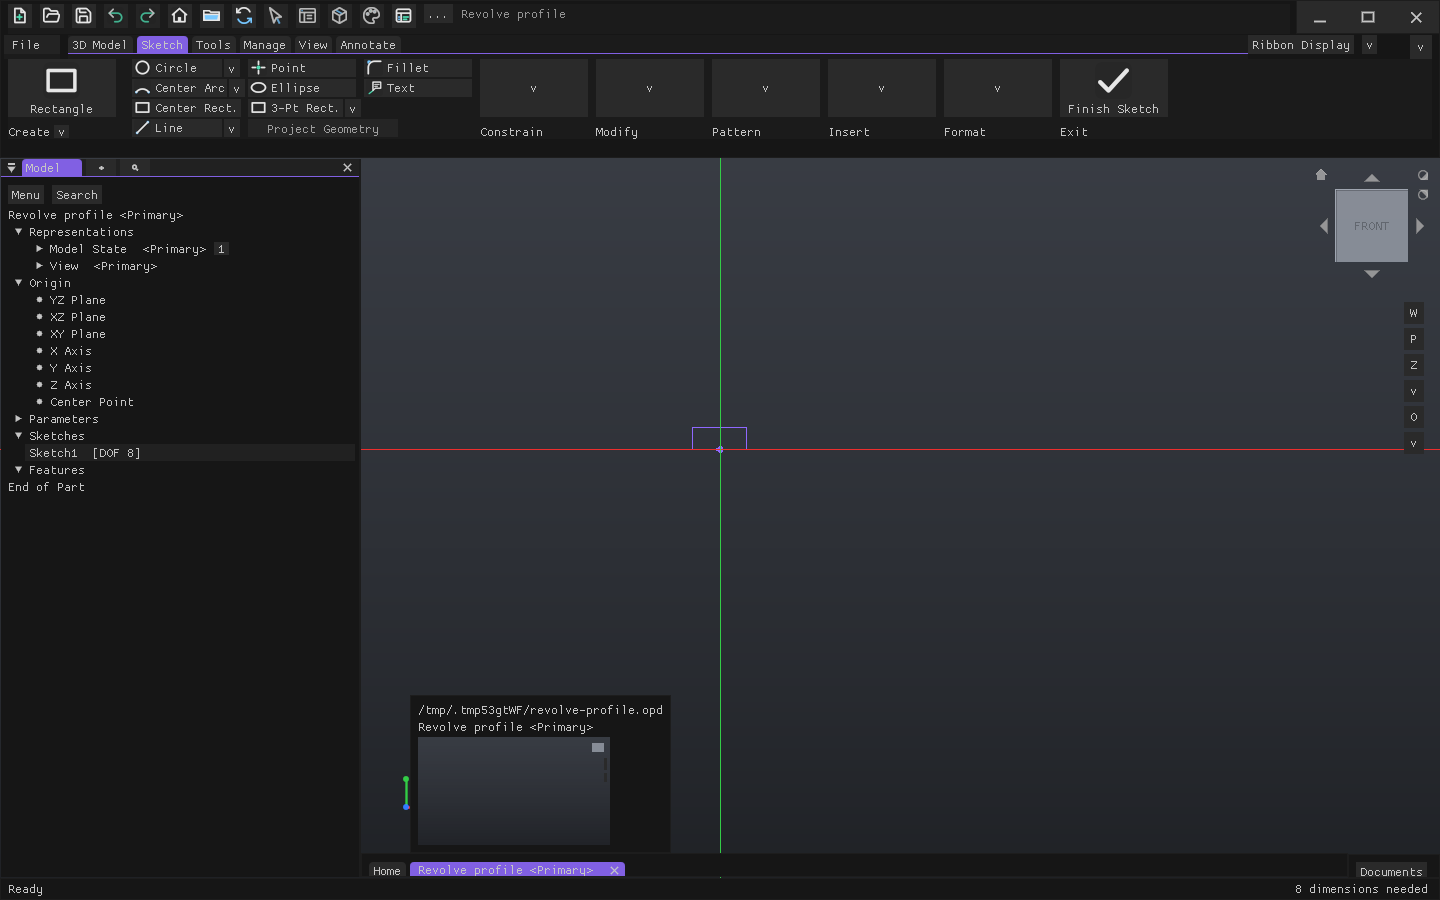 Revolve profile
File 3D Model Sketch Tools Manage View Annotate Ribbon Display v v
Rectangle
Create v
Circle v
Center Arc v
Center Rect.
Line v
Point
Ellipse
3-Pt Rect. v
Project Geometry
Fillet
Text
v
Constrain
v
Modify
v
Pattern
v
Insert
v
Format
Finish Sketch
Exit
Model
Menu Search
Revolve profile <Primary>
Representations
Model State <Primary> 1
View <Primary>
Origin
YZ Plane
XZ Plane
XY Plane
X Axis
Y Axis
Z Axis
Center Point
Parameters
Sketches
Sketch1 [DOF 8]
Features
End of Part
FRONT
W
P
Z
v
O
v
/tmp/.tmp53gtWF/revolve-profile.opd
Revolve profile <Primary>
Home Revolve profile <Primary> Documents
Ready 8 dimensions needed